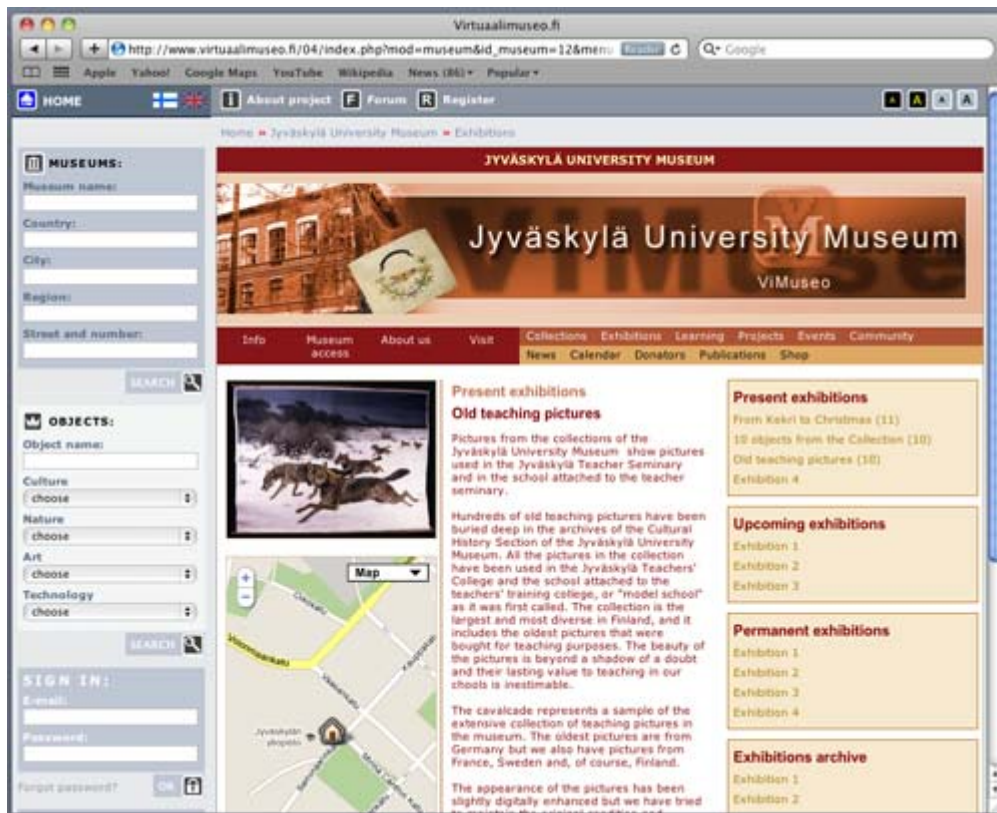 Virtuaalimuseo.fi
http://www.virtuaalimuseo.fi/04/index.php?mod=museum&id_museum=12&menu
Reader
Google
Apple Yahoo! Google Maps YouTube Wikipedia News (86) Popular
HOME
i About project F Forum R Register
A A A A
Home » Jyväskylä University Museum » Exhibitions
MUSEUMS:
Museum name:
Country:
City:
Region:
Street and number:
SEARCH
OBJECTS:
Object name:
Culture
choose
Nature
choose
Art
choose
Technology
choose
SEARCH
SIGN IN:
E-mail:
Password:
Forgot password?
OK
JYVÄSKYLÄ UNIVERSITY MUSEUM
Jyväskylä University Museum
ViMuseo
Info Museum access About us Visit
Collections Exhibitions Learning Projects Events Community
News Calendar Donators Publications Shop
Map
Vaasankatu
Jyväskylän
yliopisto
Present exhibitions
Old teaching pictures
Pictures from the collections of the
Jyväskylä University Museum show pictures
used in the Jyväskylä Teacher Seminary
and in the school attached to the teacher
seminary.
Hundreds of old teaching pictures have been
buried deep in the archives of the Cultural
History Section of the Jyväskylä University
Museum. All the pictures in the collection
have been used in the Jyväskylä Teachers'
College and the school attached to the
teachers' training college, or "model school"
as it was first called. The collection is the
largest and most diverse in Finland, and it
includes the oldest pictures that were
bought for teaching purposes. The beauty of
the pictures is beyond a shadow of a doubt
and their lasting value to teaching in our
chools is inestimable.
The cavalcade represents a sample of the
extensive collection of teaching pictures in
the museum. The oldest pictures are from
Germany but we also have pictures from
France, Sweden and, of course, Finland.
The appearance of the pictures has been
slightly digitally enhanced but we have tried
to maintain the original condition and
Present exhibitions
From Kekri to Christmas (11)
10 objects from the Collection (10)
Old teaching pictures (10)
Exhibition 4
Upcoming exhibitions
Exhibition 1
Exhibition 2
Exhibition 3
Permanent exhibitions
Exhibition 1
Exhibition 2
Exhibition 3
Exhibition 4
Exhibitions archive
Exhibition 1
Exhibition 2